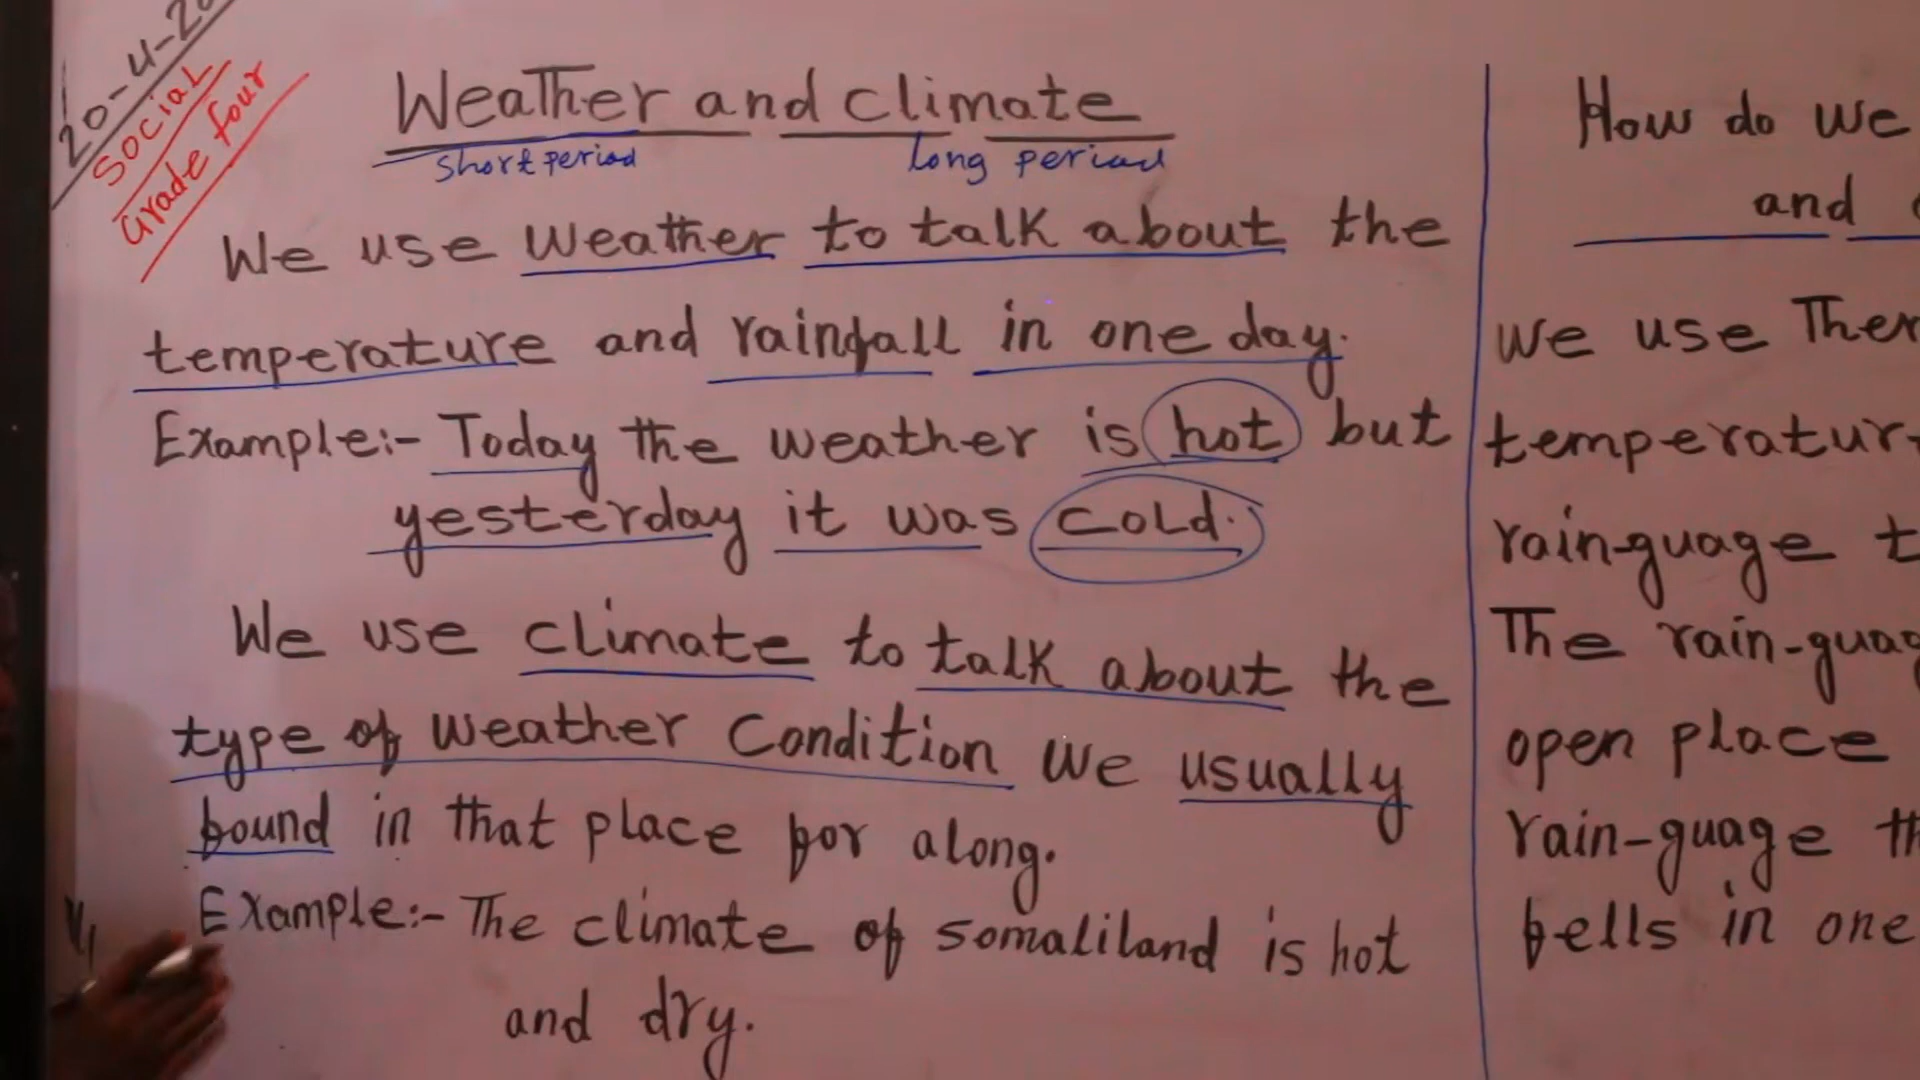 20-4-20
Social
Grade four
Weather and climate
short period long period
We use weather to talk about the
temperature and rainfall in one day.
Example:- Today the weather is hot but
yesterday it was cold.
We use climate to talk about the
type of weather Condition we usually
found in that place for along.
Example:- The climate of somaliland is hot
and dry.
How do we
and
we use Ther
temperatur
rain-guage t
The rain-guag
open place
rain-guage th
fells in one